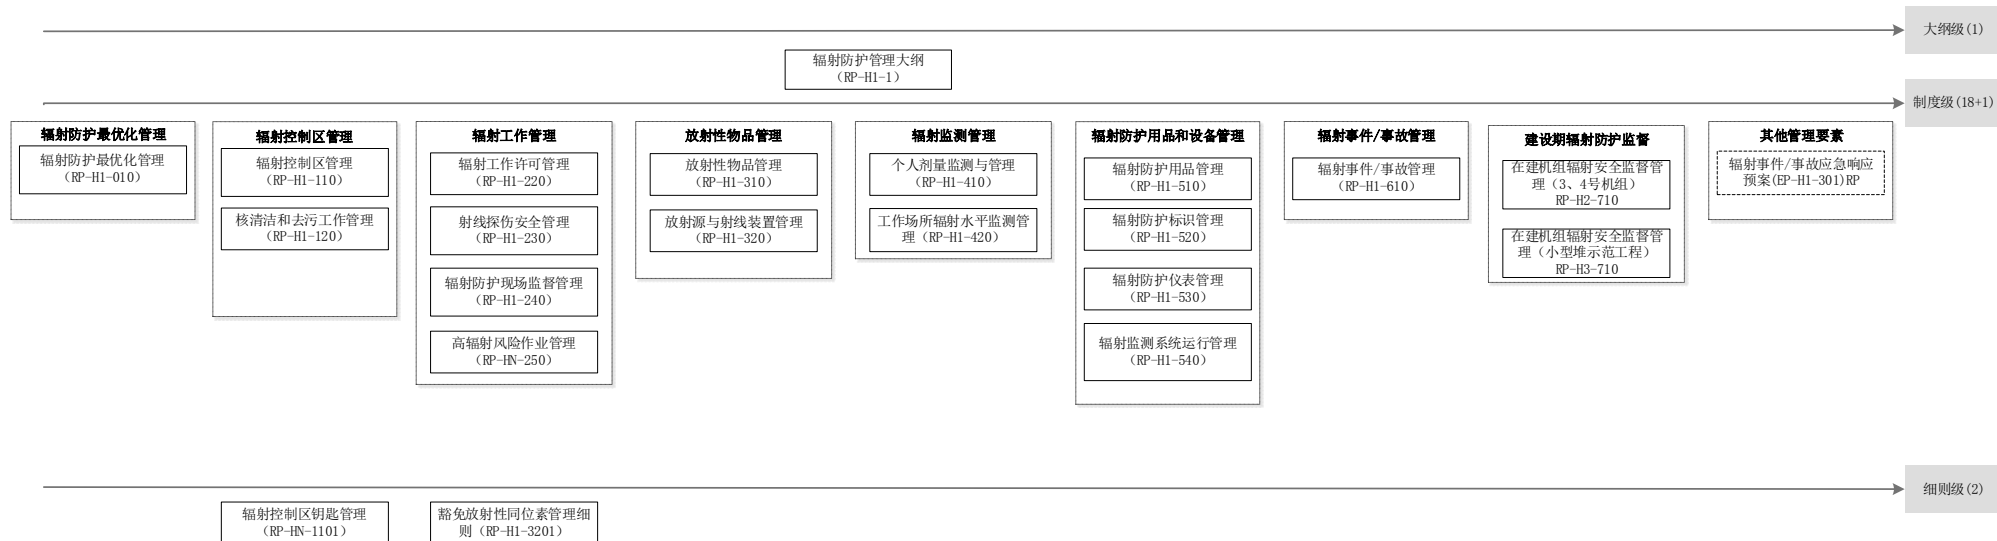 大纲级(1)
辐射防护管理大纲
（RP-H1-1）
制度级(18+1)
辐射防护最优化管理
辐射防护最优化管理
（RP-H1-010）
辐射控制区管理
辐射控制区管理
（RP-H1-110）
核清洁和去污工作管理
（RP-H1-120）
辐射工作管理
辐射工作许可管理
（RP-H1-220）
射线探伤安全管理
（RP-H1-230）
辐射防护现场监督管理
（RP-H1-240）
高辐射风险作业管理
（RP-HN-250）
放射性物品管理
放射性物品管理
（RP-H1-310）
放射源与射线装置管理
（RP-H1-320）
辐射监测管理
个人剂量监测与管理
（RP-H1-410）
工作场所辐射水平监测管
理（RP-H1-420）
辐射防护用品和设备管理
辐射防护用品管理
（RP-H1-510）
辐射防护标识管理
（RP-H1-520）
辐射防护仪表管理
（RP-H1-530）
辐射监测系统运行管理
（RP-H1-540）
辐射事件/事故管理
辐射事件/事故管理
（RP-H1-610）
建设期辐射防护监督
在建机组辐射安全监督管
理（3、4号机组）
RP-H2-710
在建机组辐射安全监督管
理（小型堆示范工程）
RP-H3-710
其他管理要素
辐射事件/事故应急响应
预案(EP-H1-301)RP
细则级(2)
辐射控制区钥匙管理
（RP-HN-1101）
豁免放射性同位素管理细
则（RP-H1-3201）